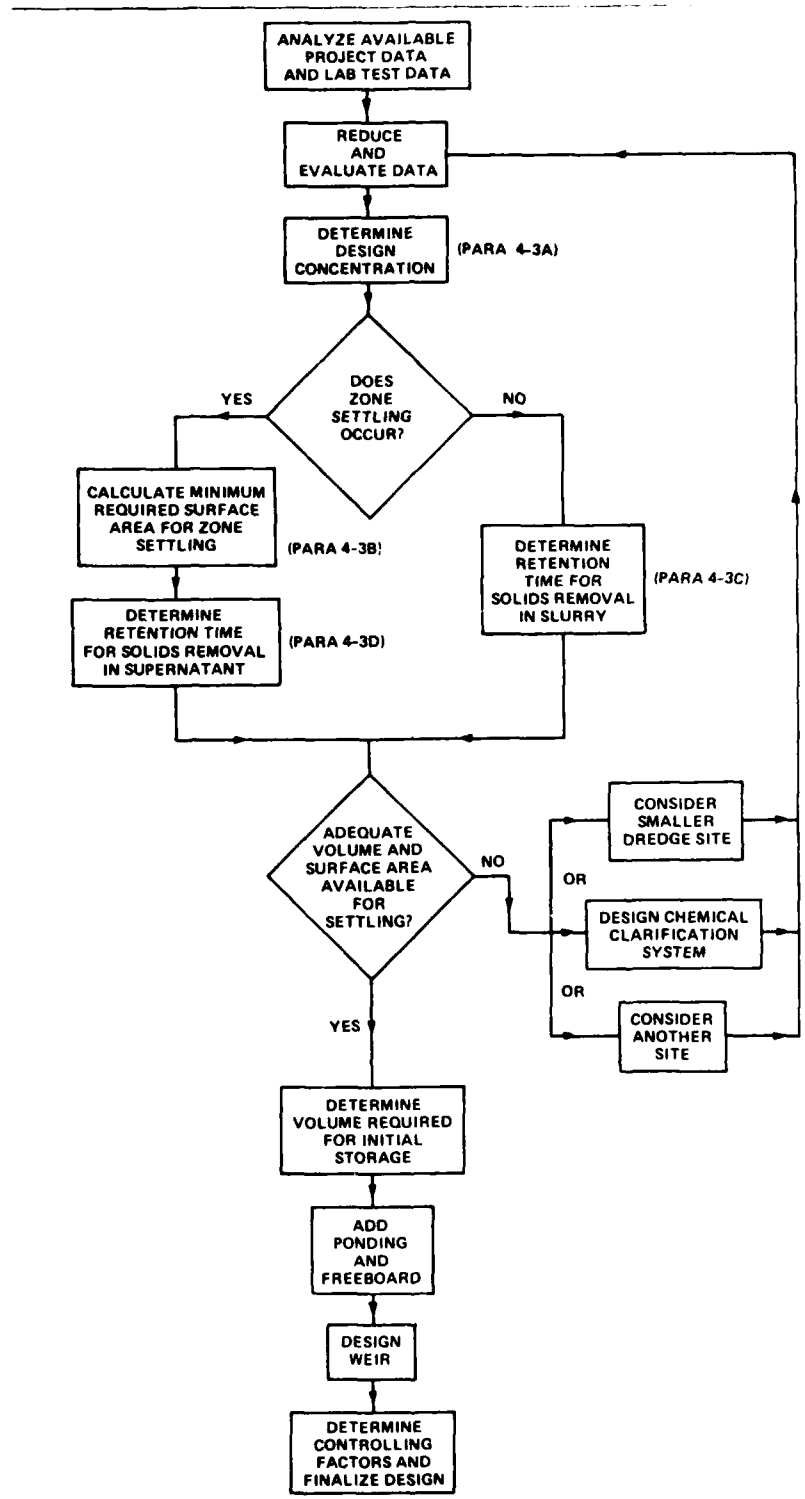 ANALYZE AVAILABLE
PROJECT DATA
AND LAB TEST DATA
REDUCE
AND
EVALUATE DATA
DETERMINE
DESIGN
CONCENTRATION
(PARA 4-3A)
DOES
ZONE
SETTLING
OCCUR?
YES
NO
CALCULATE MINIMUM
REQUIRED SURFACE
AREA FOR ZONE
SETTLING
(PARA 4-3B)
DETERMINE
RETENTION TIME
FOR SOLIDS REMOVAL
IN SUPERNATANT
(PARA 4-3D)
DETERMINE
RETENTION
TIME FOR
SOLIDS REMOVAL
IN SLURRY
(PARA 4-3C)
ADEQUATE
VOLUME AND
SURFACE AREA
AVAILABLE
FOR
SETTLING?
NO
CONSIDER
SMALLER
DREDGE SITE
OR
DESIGN CHEMICAL
CLARIFICATION
SYSTEM
OR
CONSIDER
ANOTHER
SITE
YES
DETERMINE
VOLUME REQUIRED
FOR INITIAL
STORAGE
ADD
PONDING
AND
FREEBOARD
DESIGN
WEIR
DETERMINE
CONTROLLING
FACTORS AND
FINALIZE DESIGN